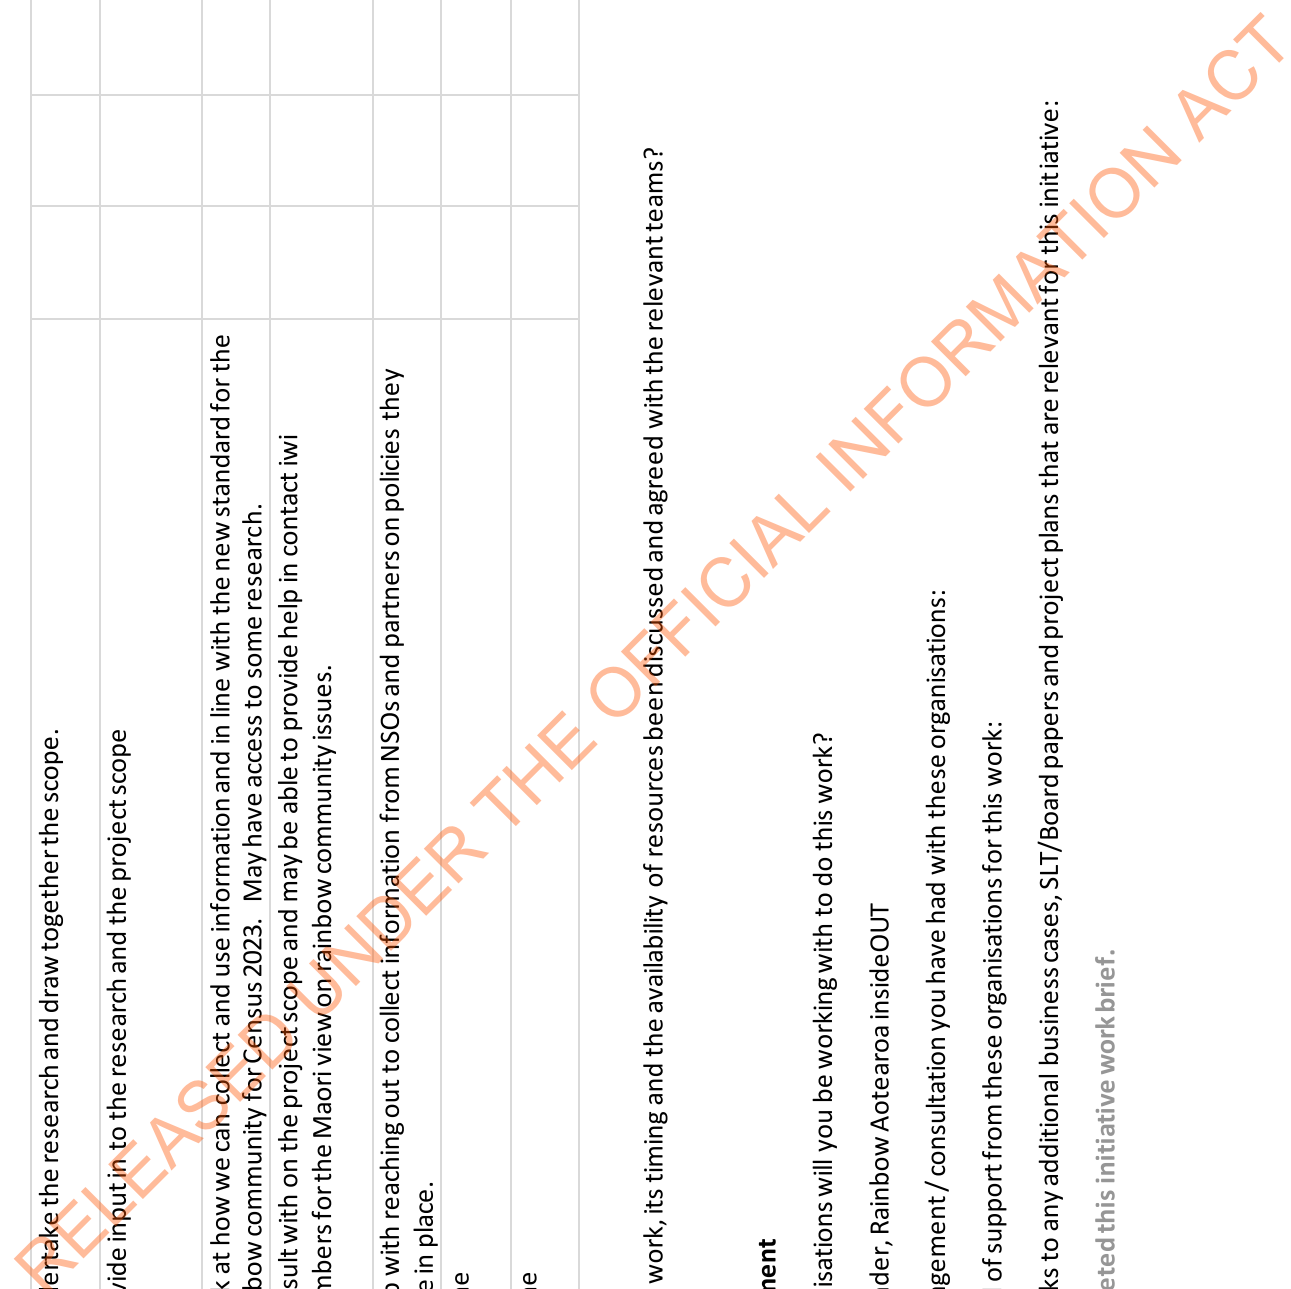 dertake the research and draw together the scope.
vide input in to the research and the project scope
k at how we can collect and use information and in line with the new standard for the
bow community for Census 2023.  May have access to some research.
sult with on the project scope and may be able to provide help in contact iwi
mbers for the Maori view on rainbow community issues.
with reaching out to collect information from NSOs and partners on policies they
e in place.
ne
ne
work, its timing and the availability of resources been discussed and agreed with the relevant teams?
ment
isations will you be working with to do this work?
der, Rainbow Aotearoa insideOUT
gement / consultation you have had with these organisations:
of support from these organisations for this work:
ks to any additional business cases, SLT/Board papers and project plans that are relevant for this initiative:
eted this initiative work brief.
RELEASED UNDER THE OFFICIAL INFORMATION ACT